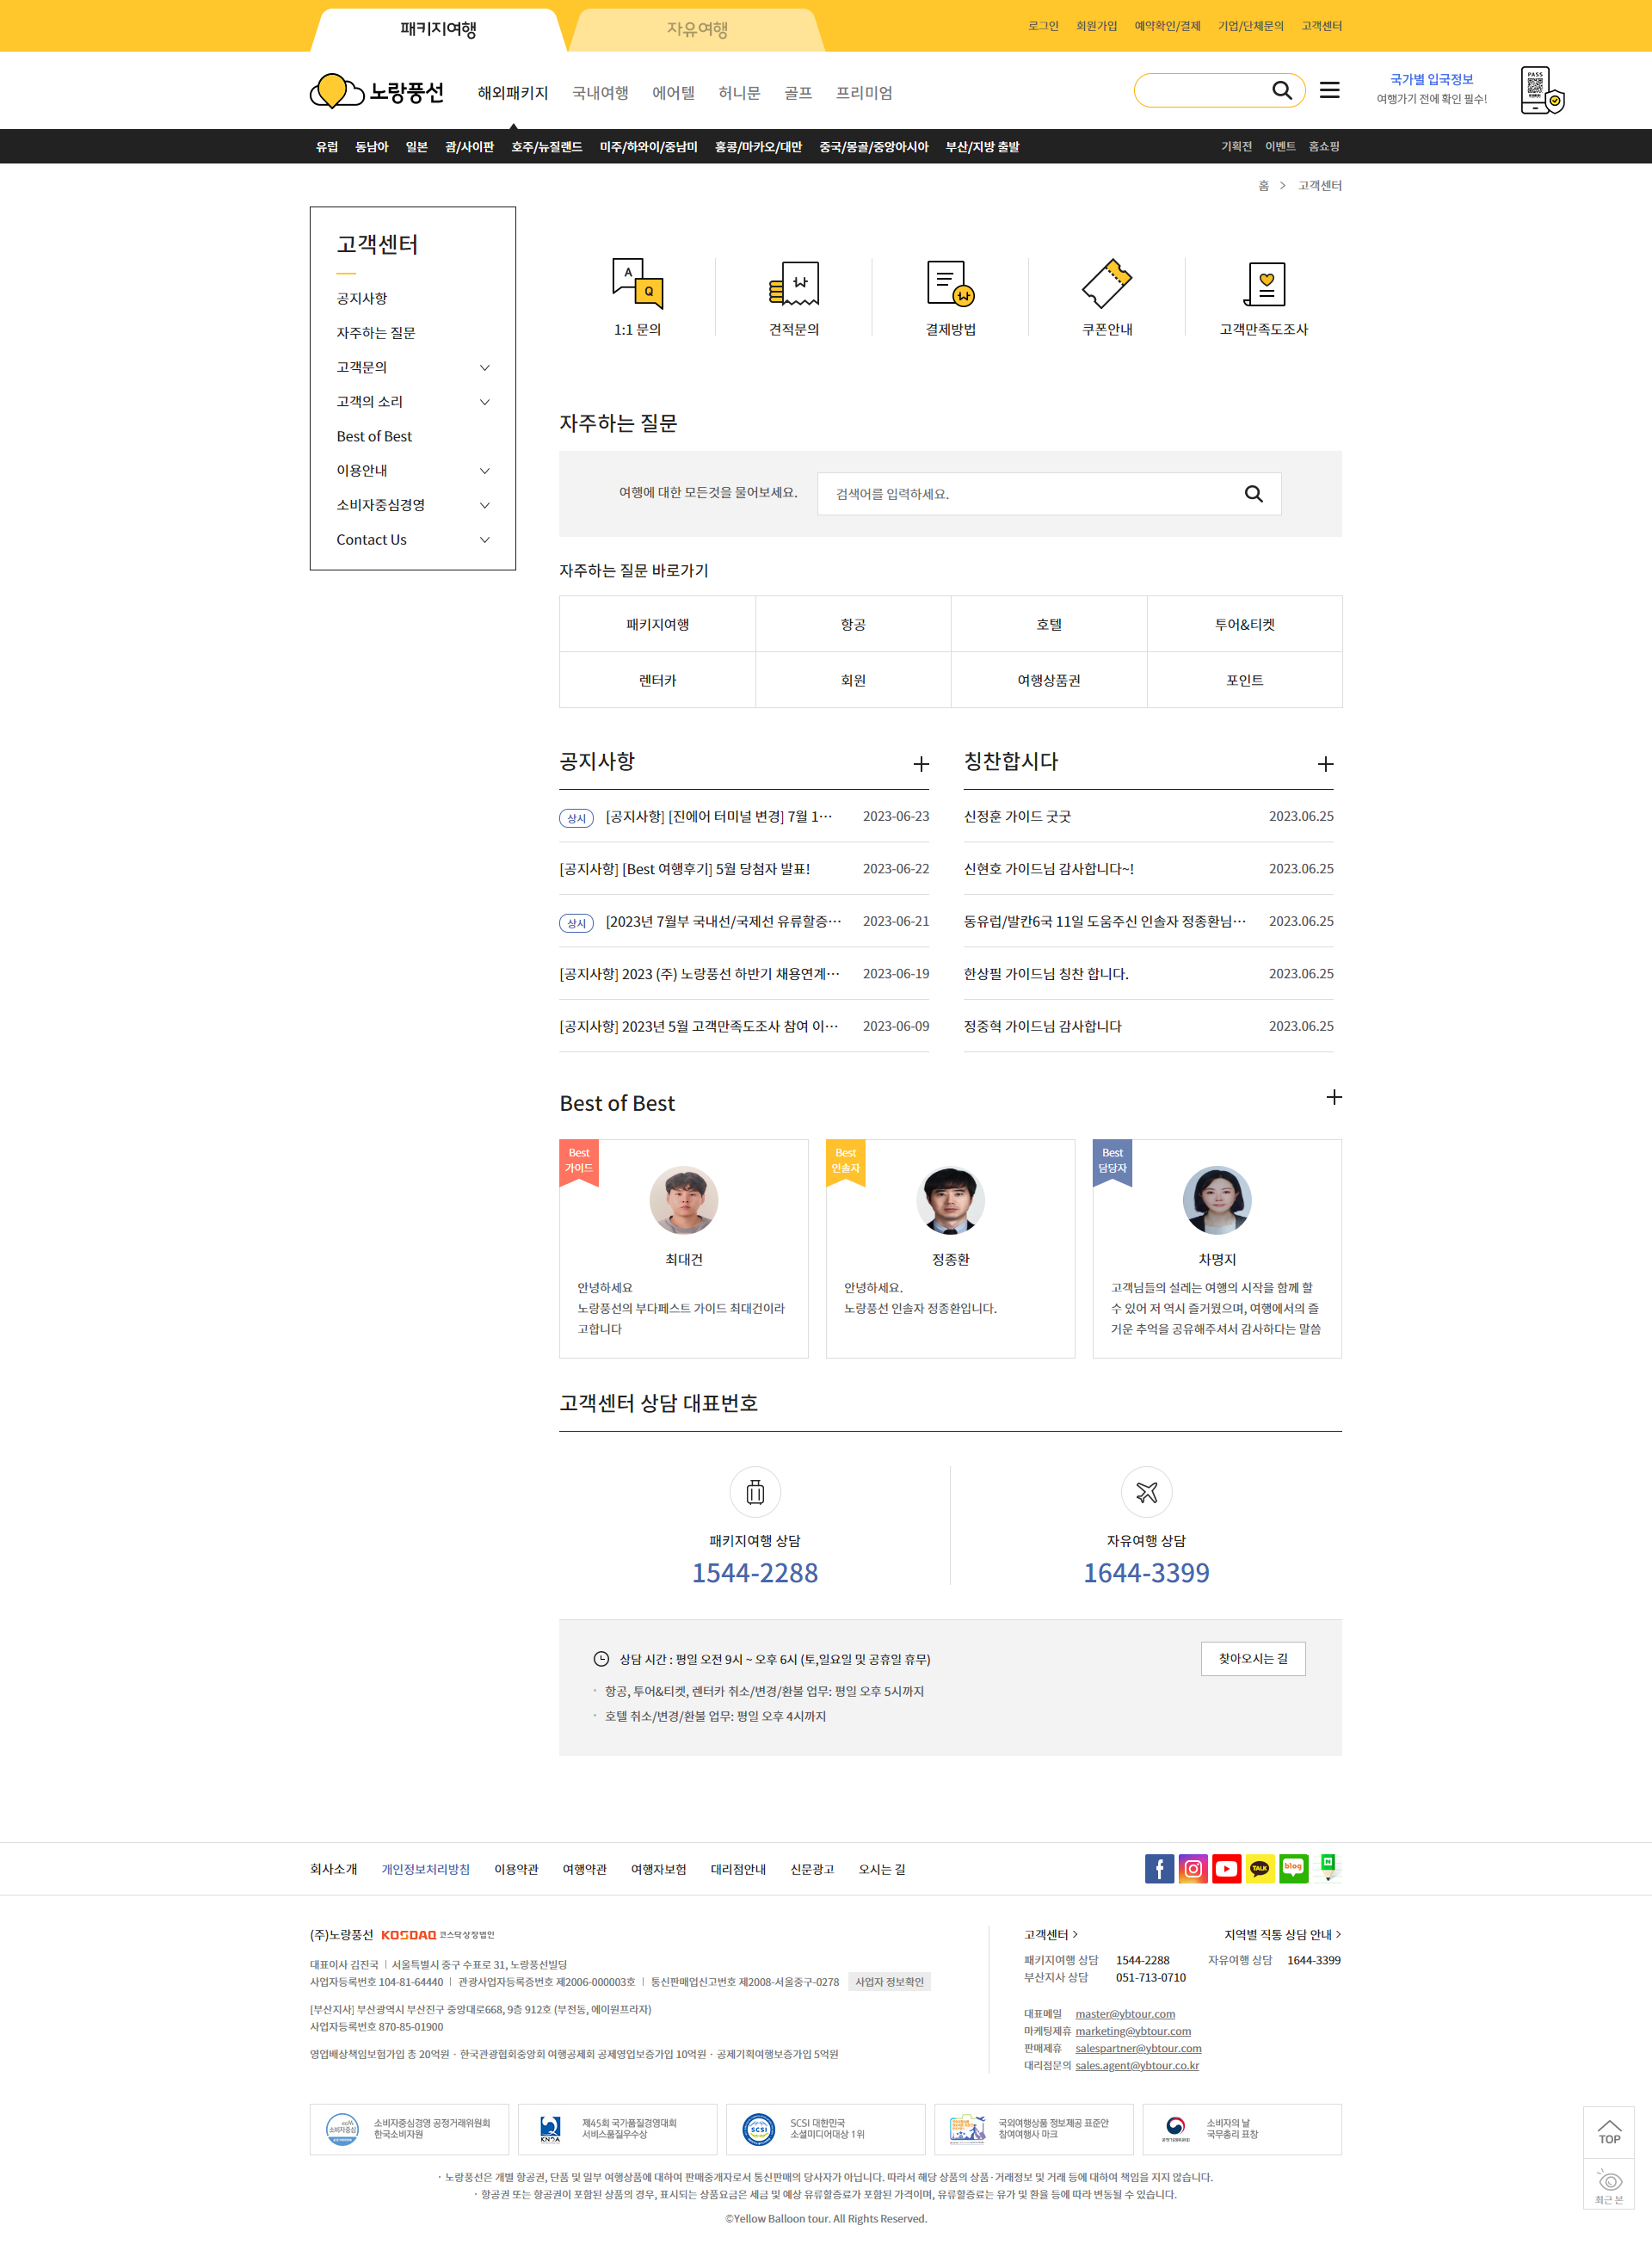 패키지여행
자유여행
로그인 회원가입 예약확인/결제 기업/단체문의 고객센터
노랑풍선
해외패키지 국내여행 에어텔 허니문 골프 프리미엄
국가별 입국정보
여행가기 전에 확인 필수!
PASS
유럽 동남아 일본 괌/사이판 호주/뉴질랜드 미주/하와이/중남미 홍콩/마카오/대만 중국/몽골/중앙아시아 부산/지방 출발
기획전 이벤트 홈쇼핑
홈 > 고객센터
고객센터
공지사항
자주하는 질문
고객문의
고객의 소리
Best of Best
이용안내
소비자중심경영
Contact Us
A
Q
1:1 문의
견적문의
결제방법
쿠폰안내
고객만족도조사
자주하는 질문
여행에 대한 모든것을 물어보세요.
검색어를 입력하세요.
자주하는 질문 바로가기
패키지여행 항공 호텔 투어&티켓
렌터카 회원 여행상품권 포인트
공지사항
상시 [공지사항] [진에어 터미널 변경] 7월 1… 2023-06-23
[공지사항] [Best 여행후기] 5월 당첨자 발표! 2023-06-22
상시 [2023년 7월부 국내선/국제선 유류할증… 2023-06-21
[공지사항] 2023 (주) 노랑풍선 하반기 채용연계… 2023-06-19
[공지사항] 2023년 5월 고객만족도조사 참여 이… 2023-06-09
칭찬합시다
신정훈 가이드 굿굿 2023.06.25
신현호 가이드님 감사합니다~! 2023.06.25
동유럽/발칸6국 11일 도움주신 인솔자 정종환님… 2023.06.25
한상필 가이드님 칭찬 합니다. 2023.06.25
정중혁 가이드님 감사합니다 2023.06.25
Best of Best
Best
가이드
최대건
안녕하세요
노랑풍선의 부다페스트 가이드 최대건이라
고합니다
Best
인솔자
정종환
안녕하세요.
노랑풍선 인솔자 정종환입니다.
Best
담당자
차명지
고객님들의 설레는 여행의 시작을 함께 할
수 있어 저 역시 즐거웠으며, 여행에서의 즐
거운 추억을 공유해주셔서 감사하다는 말씀
고객센터 상담 대표번호
패키지여행 상담
1544-2288
자유여행 상담
1644-3399
상담 시간 : 평일 오전 9시 ~ 오후 6시 (토,일요일 및 공휴일 휴무)
찾아오시는 길
항공, 투어&티켓, 렌터카 취소/변경/환불 업무: 평일 오후 5시까지
호텔 취소/변경/환불 업무: 평일 오후 4시까지
회사소개 개인정보처리방침 이용약관 여행약관 여행자보험 대리점안내 신문광고 오시는 길
TALK
blog
N
(주)노랑풍선 KOSDAQ 코스닥상장법인
대표이사 김진국 | 서울특별시 중구 수표로 31, 노랑풍선빌딩
사업자등록번호 104-81-64440 | 관광사업자등록증번호 제2006-000003호 | 통신판매업신고번호 제2008-서울중구-0278 사업자 정보확인
[부산지사] 부산광역시 부산진구 중앙대로668, 9층 912호 (부전동, 에이원프라자)
사업자등록번호 870-85-01900
영업배상책임보험가입 총 20억원 · 한국관광협회중앙회 여행공제회 공제영업보증가입 10억원 · 공제기획여행보증가입 5억원
고객센터 >
지역별 직통 상담 안내 >
패키지여행 상담 1544-2288 자유여행 상담 1644-3399
부산지사 상담 051-713-0710
대표메일 master@ybtour.com
마케팅제휴 marketing@ybtour.com
판매제휴 salespartner@ybtour.com
대리점문의 sales.agent@ybtour.co.kr
소비자중심
소비자중심경영 공정거래위원회
한국소비자원
제45회 국가품질경영대회
서비스품질우수상
SCSI
SCSI 대한민국
소셜미디어대상 1위
국외여행상품 정보제공 표준안
참여여행사 마크
소비자의 날
국무총리 표창
TOP
최근 본
· 노랑풍선은 개별 항공권, 단품 및 일부 여행상품에 대하여 판매중개자로서 통신판매의 당사자가 아닙니다. 따라서 해당 상품의 상품·거래정보 및 거래 등에 대하여 책임을 지지 않습니다.
· 항공권 또는 항공권이 포함된 상품의 경우, 표시되는 상품요금은 세금 및 예상 유류할증료가 포함된 가격이며, 유류할증료는 유가 및 환율 등에 따라 변동될 수 있습니다.
©Yellow Balloon tour. All Rights Reserved.